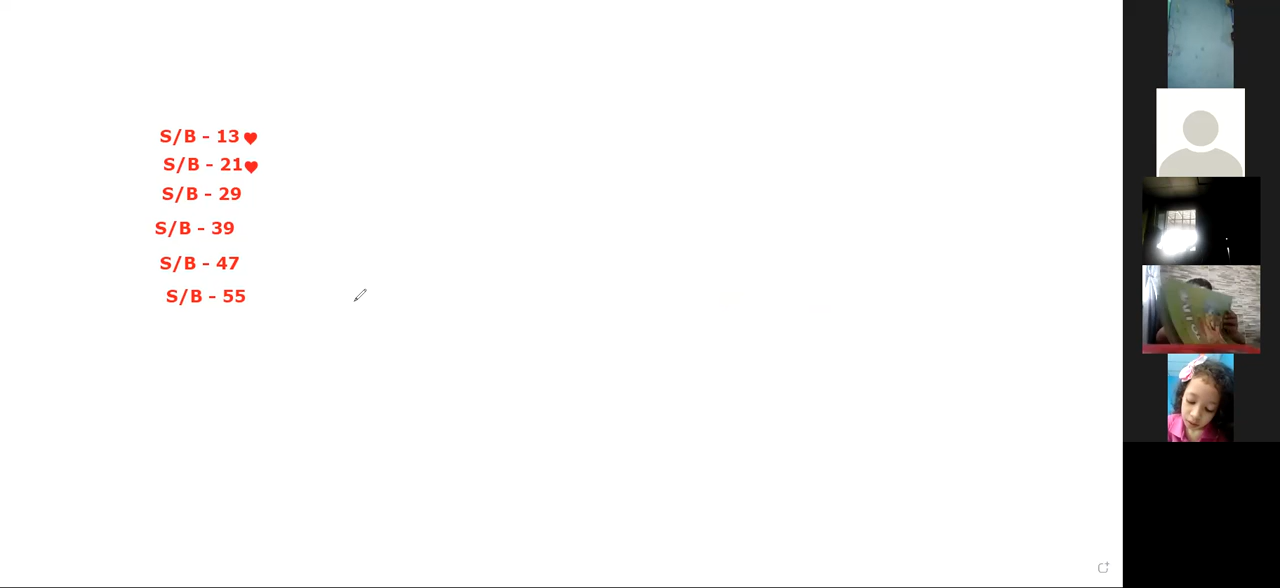 S/B - 13♥
S/B - 21♥
S/B - 29
S/B - 39
S/B - 47
S/B - 55